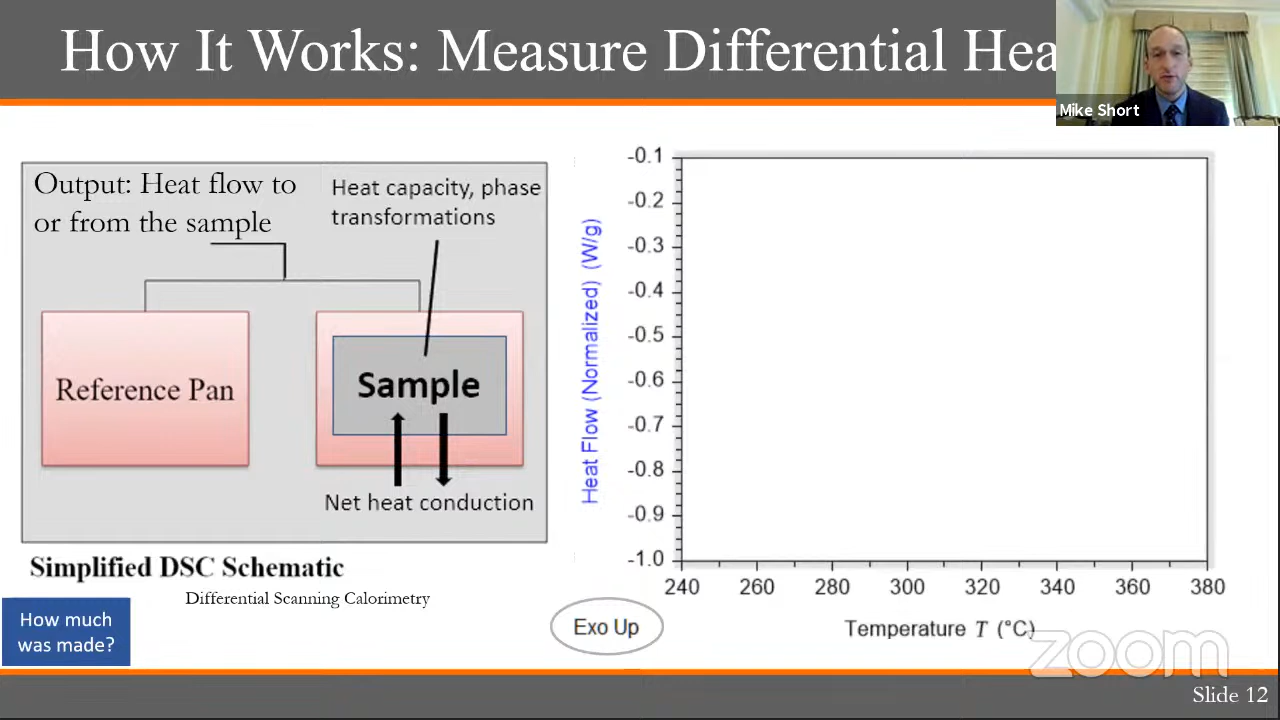 How It Works: Measure Differential Hea
Mike Short
Output: Heat flow to
or from the sample
Heat capacity, phase
transformations
Reference Pan
Sample
Net heat conduction
Simplified DSC Schematic
Differential Scanning Calorimetry
How much
was made?
Heat Flow (Normalized) (W/g)
-0.1
-0.2
-0.3
-0.4
-0.5
-0.6
-0.7
-0.8
-0.9
-1.0
240 260 280 300 320 340 360 380
Exo Up
Temperature T (°C)
zoom
Slide 12